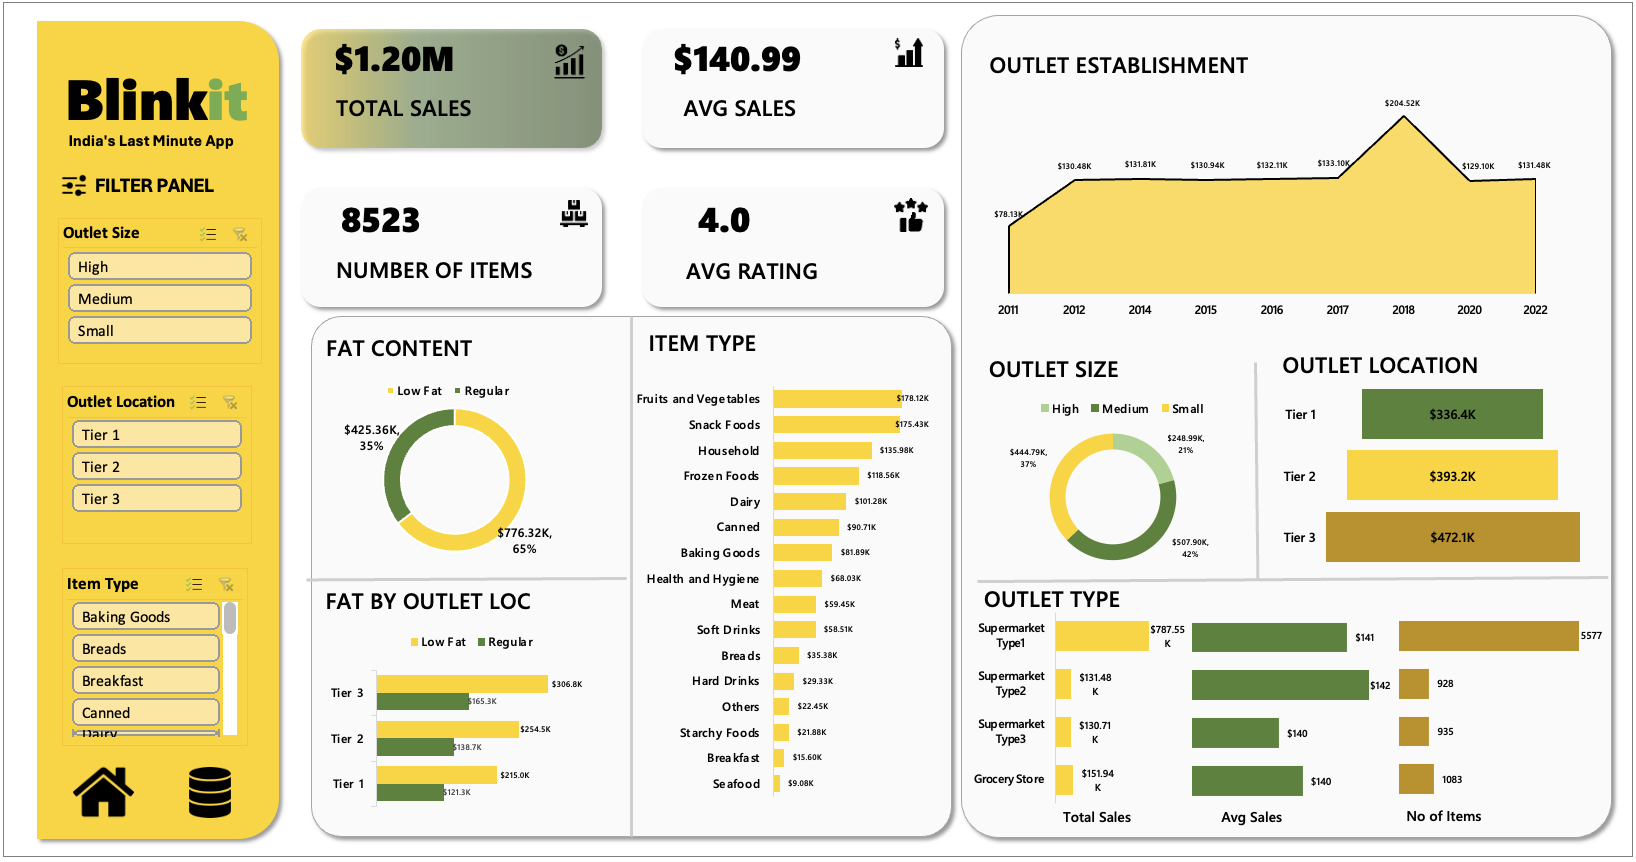 Blinkit
India's Last Minute App
FILTER PANEL
Outlet Size
High
Medium
Small
Outlet Location
Tier 1
Tier 2
Tier 3
Item Type
Baking Goods
Breads
Breakfast
Canned
Dairy
$1.20M
TOTAL SALES
$140.99
AVG SALES
8523
NUMBER OF ITEMS
4.0
AVG RATING
FAT CONTENT
Low Fat
Regular
$425.36K,
35%
$776.32K,
65%
FAT BY OUTLET LOC
Low Fat
Regular
Tier 3
$306.8K
$165.3K
Tier 2
$254.5K
$138.7K
Tier 1
$215.0K
$121.3K
ITEM TYPE
Fruits and Vegetables
$178.12K
Snack Foods
$175.43K
Household
$135.98K
Frozen Foods
$118.56K
Dairy
$101.28K
Canned
$90.71K
Baking Goods
$81.89K
Health and Hygiene
$68.03K
Meat
$59.45K
Soft Drinks
$58.51K
Breads
$35.38K
Hard Drinks
$29.33K
Others
$22.45K
Starchy Foods
$21.88K
Breakfast
$15.60K
Seafood
$9.08K
OUTLET ESTABLISHMENT
$78.13K
$130.48K
$131.81K
$130.94K
$132.11K
$133.10K
$204.52K
$129.10K
$131.48K
2011
2012
2014
2015
2016
2017
2018
2020
2022
OUTLET SIZE
High
Medium
Small
$248.99K,
21%
$444.79K,
37%
$507.90K,
42%
OUTLET LOCATION
Tier 1
$336.4K
Tier 2
$393.2K
Tier 3
$472.1K
OUTLET TYPE
Supermarket
Type1
$787.55
K
$141
5577
Supermarket
Type2
$131.48
K
$142
928
Supermarket
Type3
$130.71
K
$140
935
Grocery Store
$151.94
K
$140
1083
Total Sales
Avg Sales
No of Items